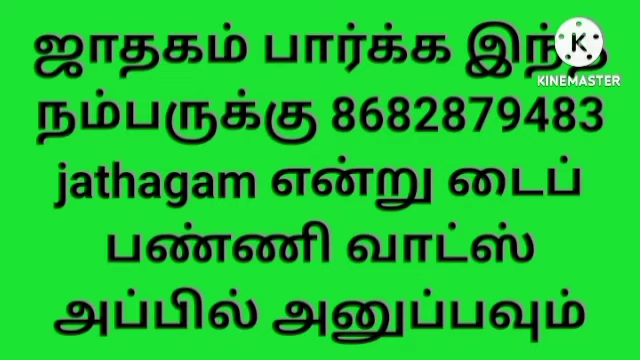 ஜாதகம் பார்க்க இந்த
நம்பருக்கு 8682879483
jathagam என்று டைப்
பண்ணி வாட்ஸ்
அப்பில் அனுப்பவும்
K
KINEMASTER